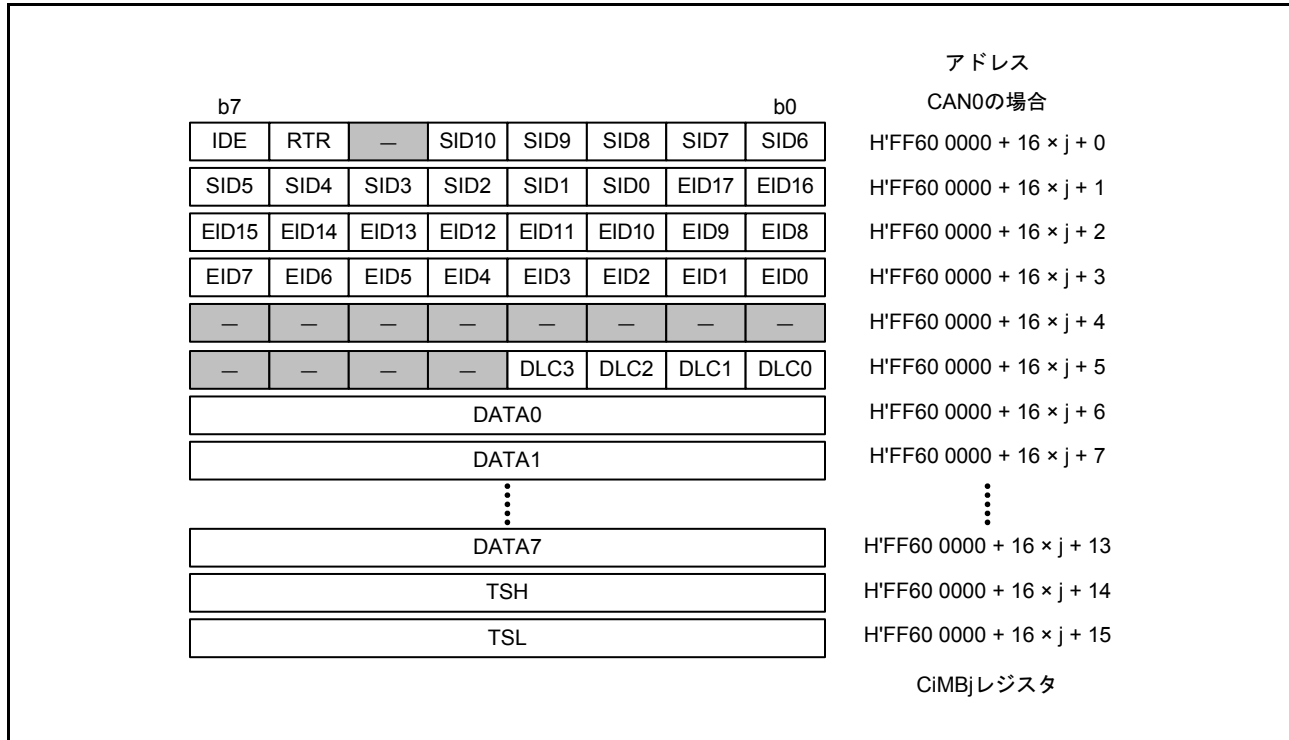 アドレス
b7 b0 CAN0の場合
IDE RTR — SID10 SID9 SID8 SID7 SID6 H'FF60 0000 + 16 × j + 0
SID5 SID4 SID3 SID2 SID1 SID0 EID17 EID16 H'FF60 0000 + 16 × j + 1
EID15 EID14 EID13 EID12 EID11 EID10 EID9 EID8 H'FF60 0000 + 16 × j + 2
EID7 EID6 EID5 EID4 EID3 EID2 EID1 EID0 H'FF60 0000 + 16 × j + 3
— — — — — — — — H'FF60 0000 + 16 × j + 4
— — — — DLC3 DLC2 DLC1 DLC0 H'FF60 0000 + 16 × j + 5
DATA0 H'FF60 0000 + 16 × j + 6
DATA1 H'FF60 0000 + 16 × j + 7
DATA7 H'FF60 0000 + 16 × j + 13
TSH H'FF60 0000 + 16 × j + 14
TSL H'FF60 0000 + 16 × j + 15
CiMBjレジスタ